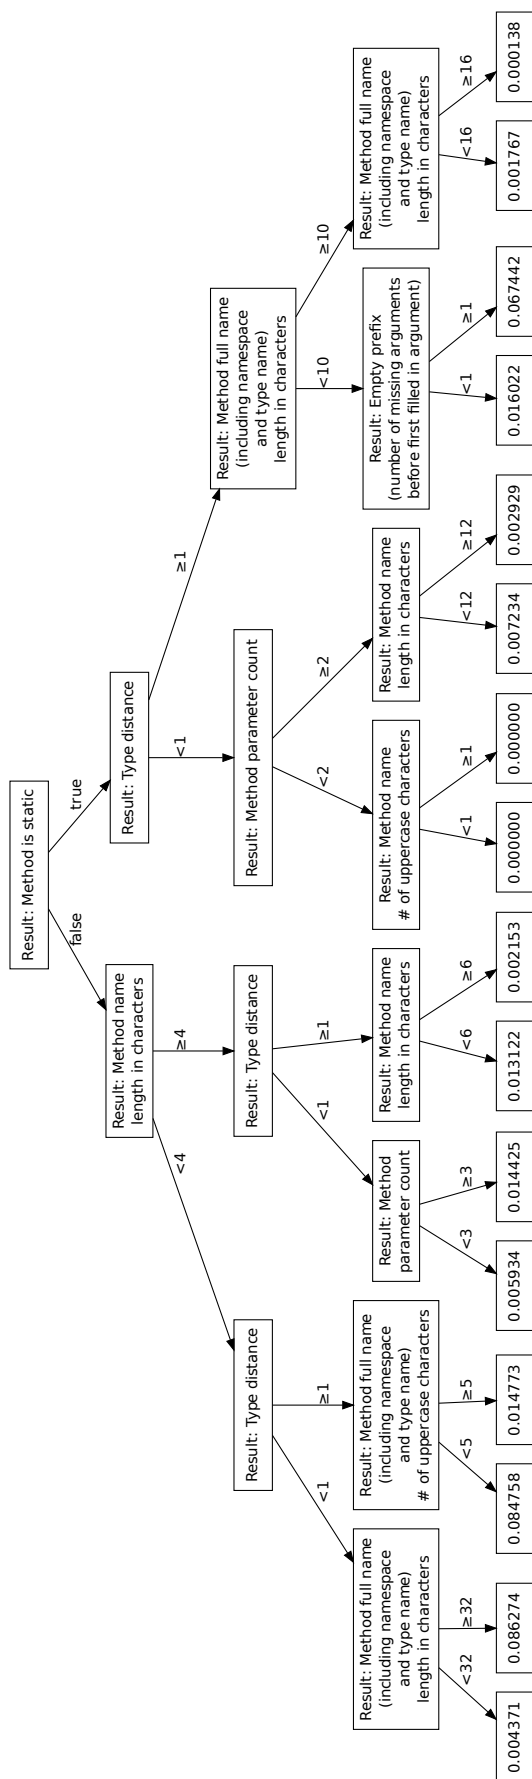 Result: Method is static
false
true
Result: Method name
length in characters
Result: Type distance
<4
≥4
<1
≥1
Result: Type distance
Result: Type distance
Result: Method parameter count
Result: Method full name
(including namespace
and type name)
length in characters
<1
≥1
<1
≥1
<2
≥2
<10
≥10
Result: Method full name
(including namespace
and type name)
length in characters
Result: Method full name
(including namespace
and type name)
# of uppercase characters
Result: Method
parameter count
Result: Method name
length in characters
Result: Method name
# of uppercase characters
Result: Method name
length in characters
Result: Empty prefix
(number of missing arguments
before first filled in argument)
Result: Method full name
(including namespace
and type name)
length in characters
<32
≥32
<5
≥5
<3
≥3
<6
≥6
<1
≥1
<12
≥12
<1
≥1
<16
≥16
0.004371
0.086274
0.084758
0.014773
0.005934
0.014425
0.013122
0.002153
0.000000
0.000000
0.007234
0.002929
0.016022
0.067442
0.001767
0.000138